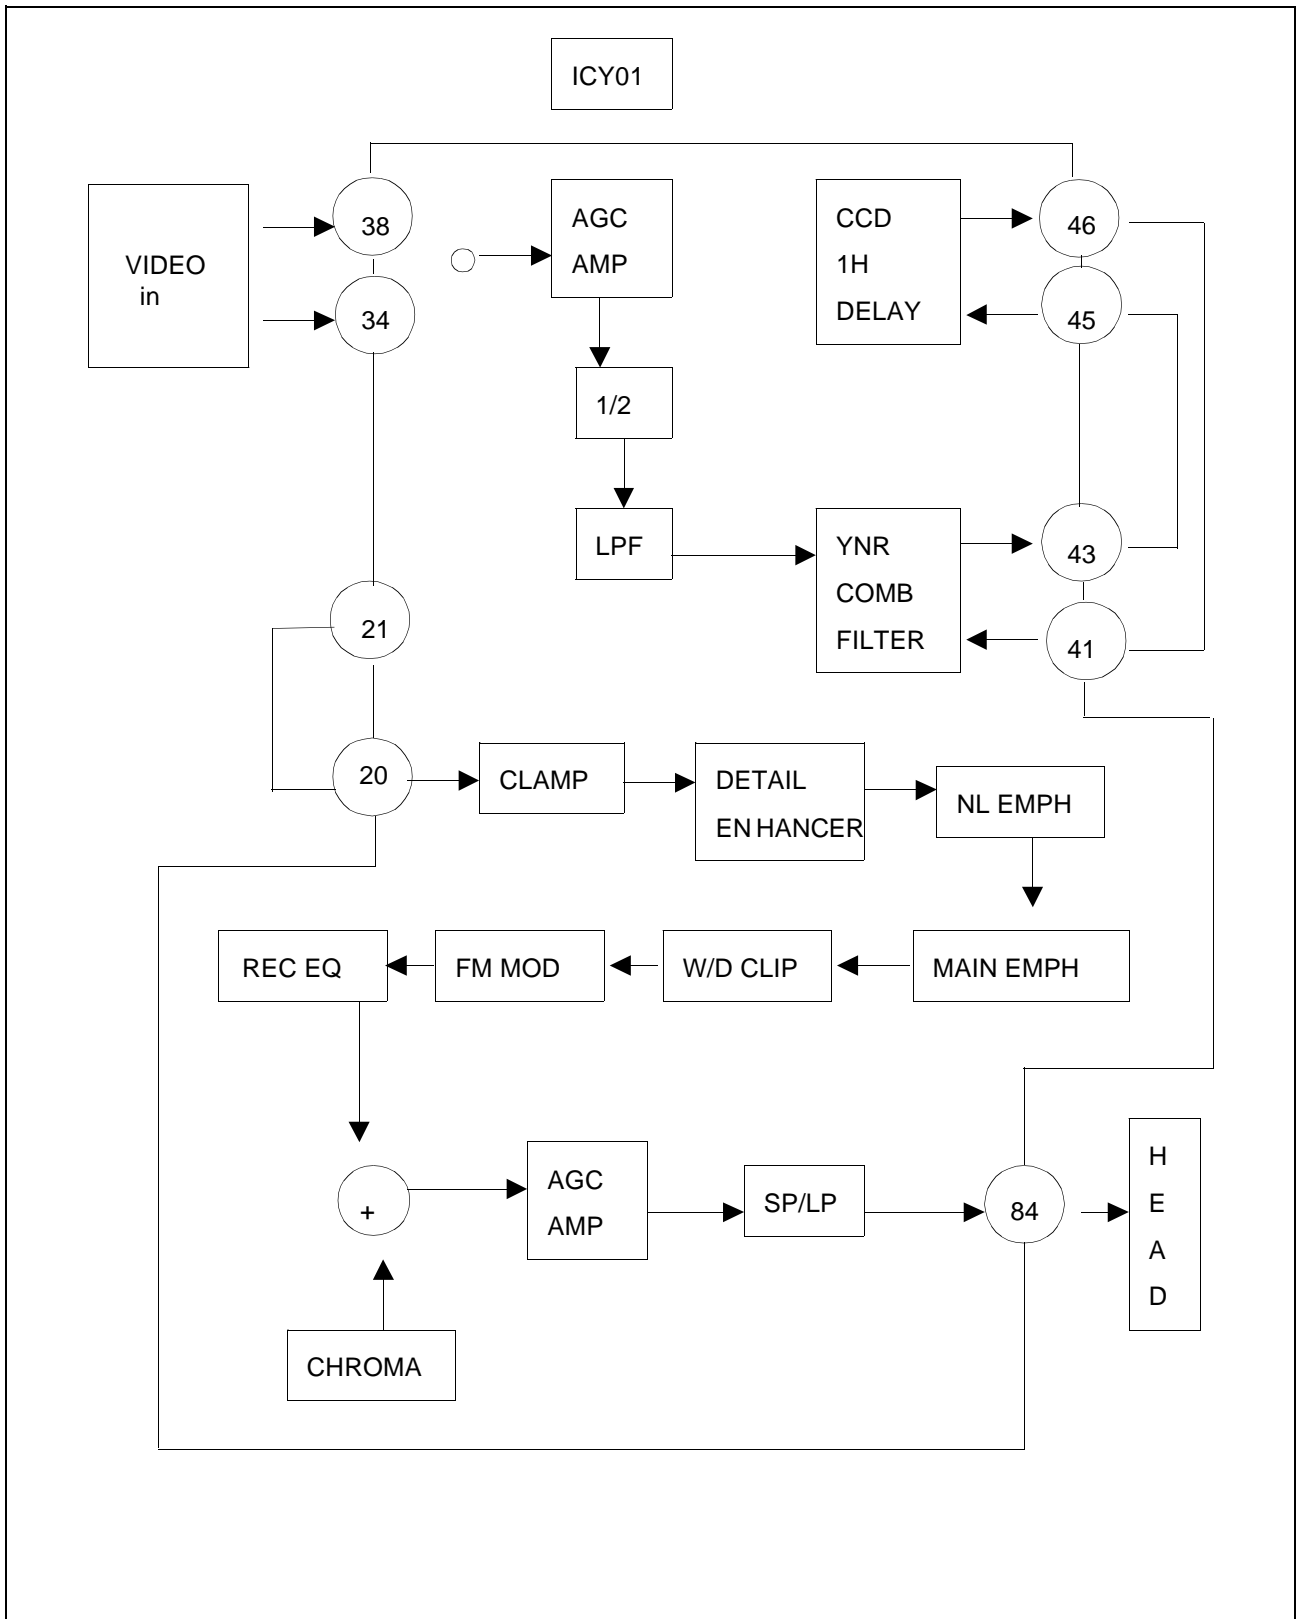 ICY01
VIDEO
in
38
34
AGC
AMP
CCD
1H
DELAY
46
45
1/2
LPF
YNR
COMB
FILTER
43
41
21
20
CLAMP
DETAIL
ENHANCER
NL EMPH
REC EQ
FM MOD
W/D CLIP
MAIN EMPH
+
AGC
AMP
SP/LP
84
H
E
A
D
CHROMA